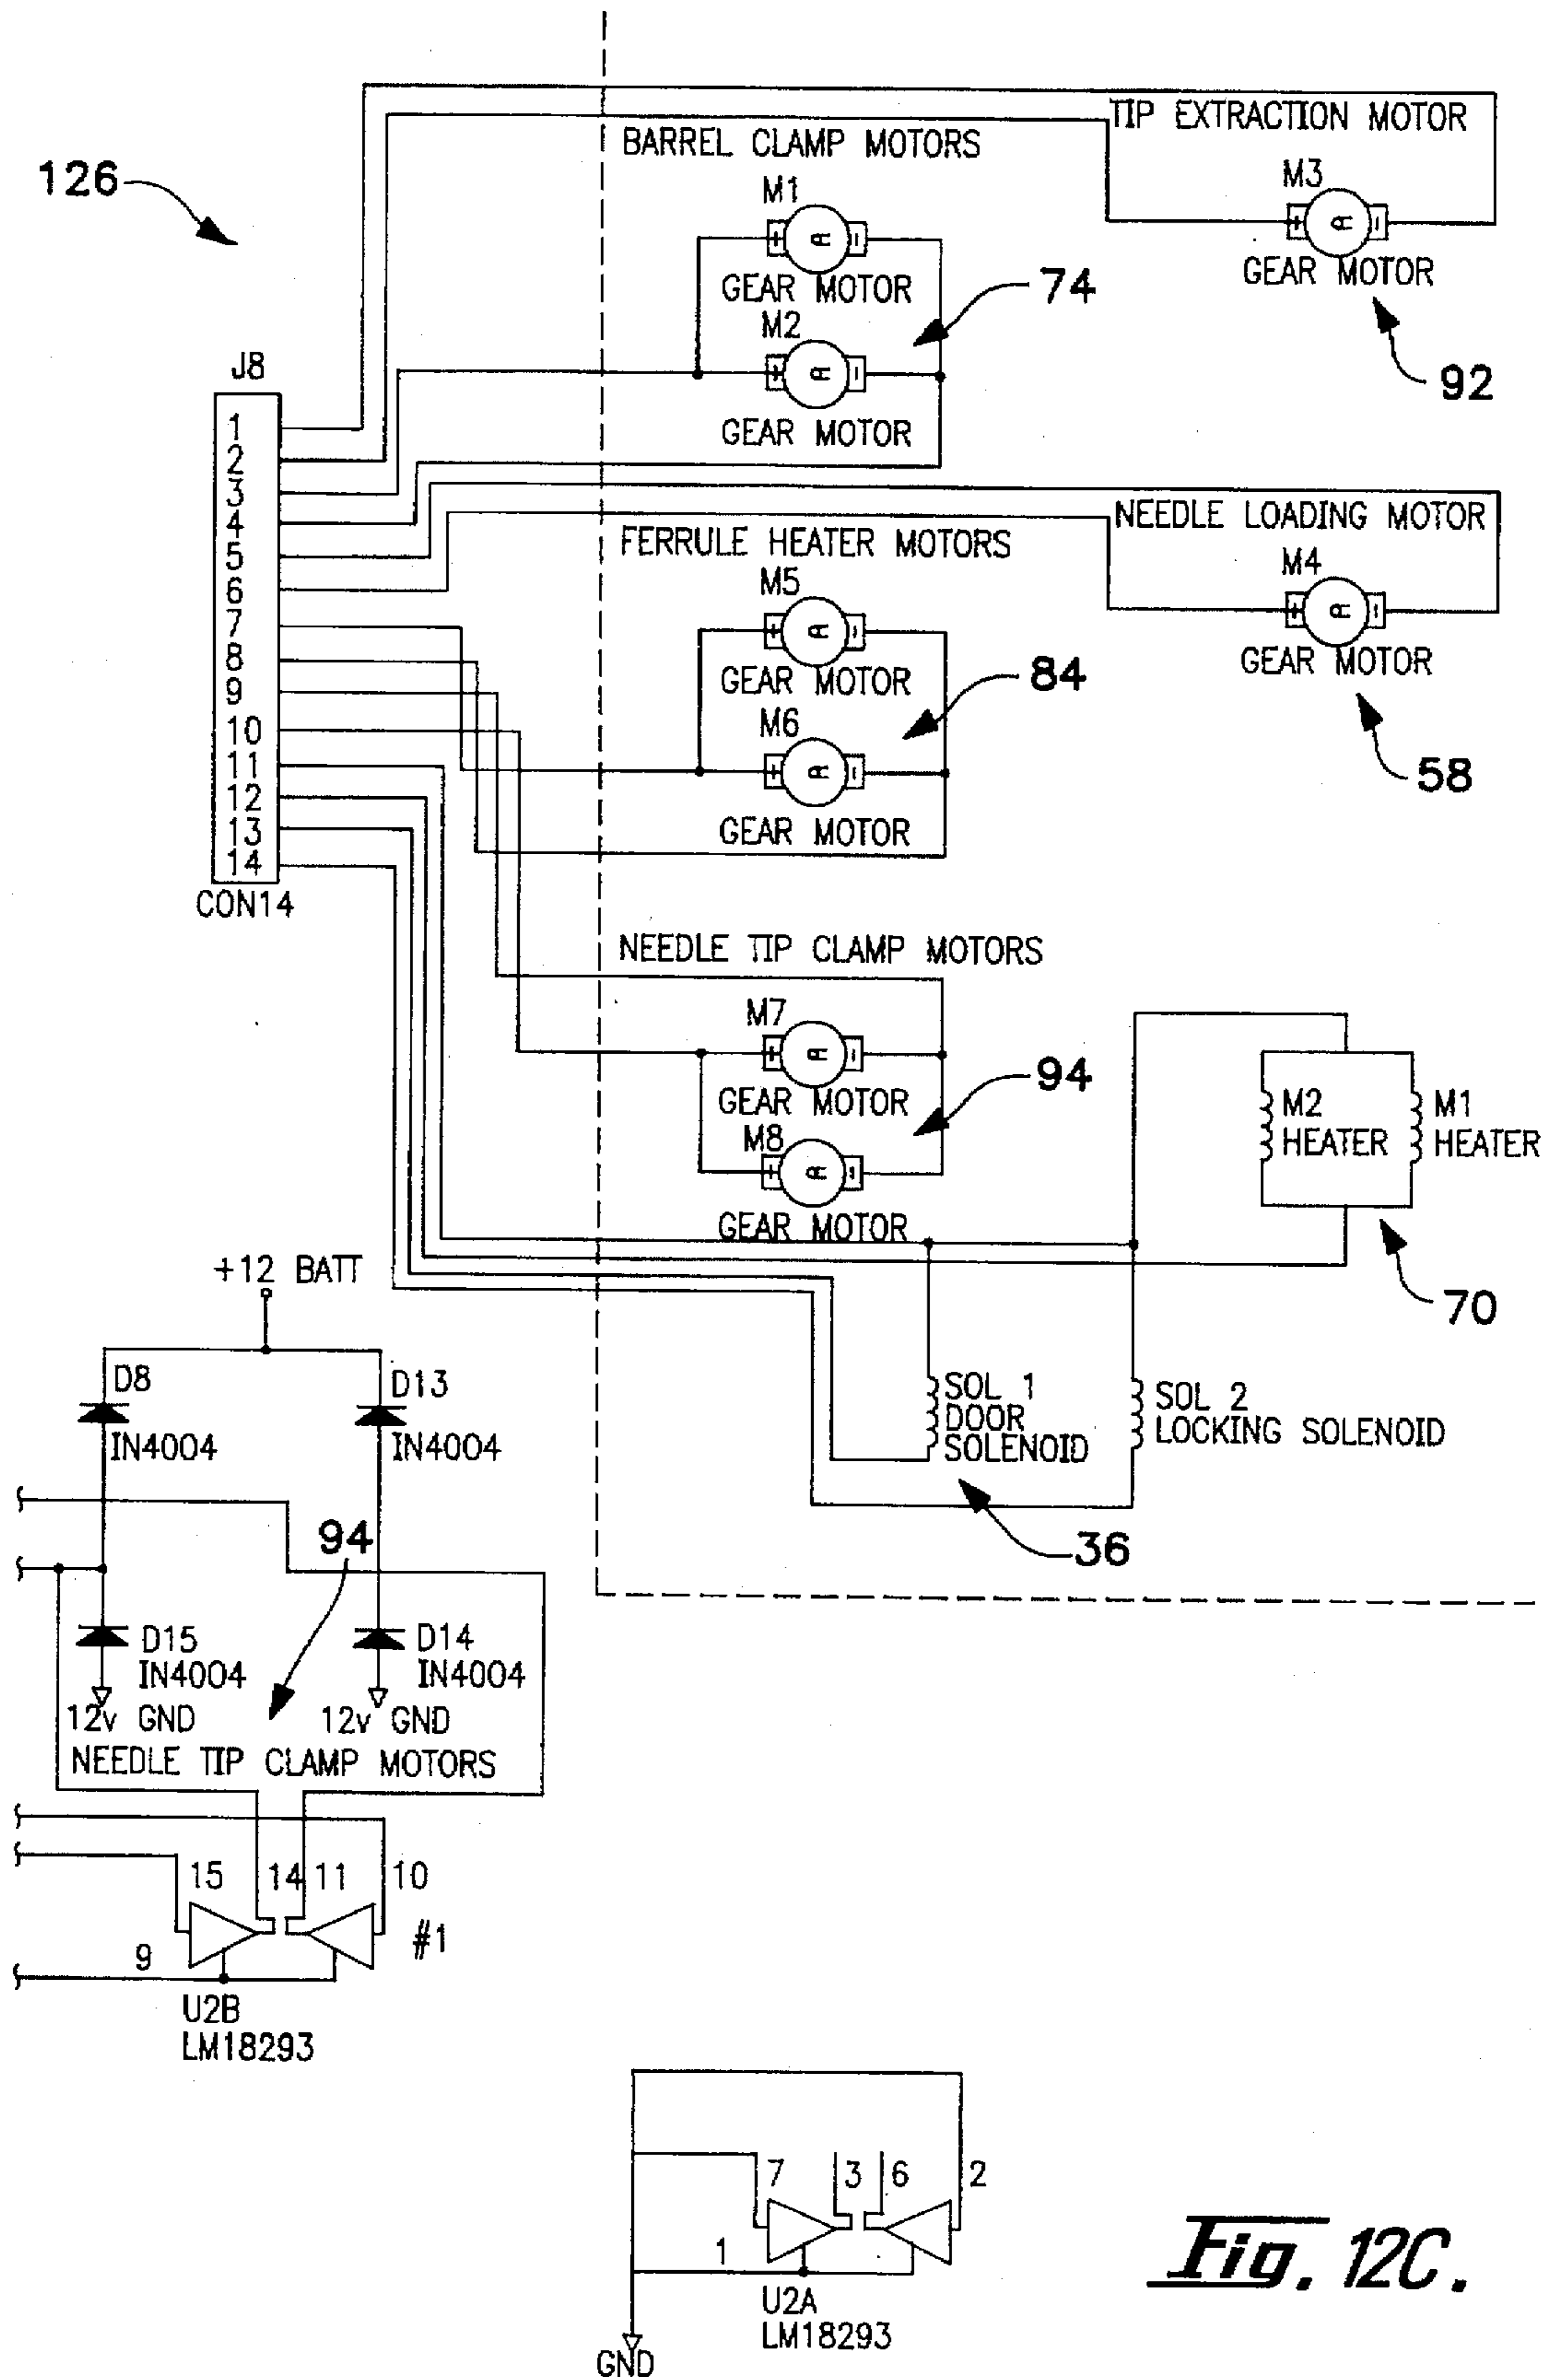 TIP EXTRACTION MOTOR
BARREL CLAMP MOTORS
126
M1
M3
+ A -
+ A -
GEAR MOTOR
GEAR MOTOR
74
M2
92
J8
+ A -
GEAR MOTOR
1
2
3
4
5
6
7
8
9
10
11
12
13
14
CON14
NEEDLE LOADING MOTOR
FERRULE HEATER MOTORS
M5
M4
+ A -
+ A -
GEAR MOTOR
GEAR MOTOR
84
M6
58
+ A -
GEAR MOTOR
NEEDLE TIP CLAMP MOTORS
M7
+ A -
GEAR MOTOR
94
M8
+ A -
GEAR MOTOR
M2
HEATER
M1
HEATER
70
+12 BATT
D8
IN4004
D13
IN4004
SOL 1
DOOR
SOLENOID
SOL 2
LOCKING SOLENOID
36
94
D15
IN4004
D14
IN4004
12v GND
12v GND
NEEDLE TIP CLAMP MOTORS
15
14
11
10
#1
9
U2B
LM18293
7
3
6
2
1
U2A
LM18293
GND
Fig. 12C.